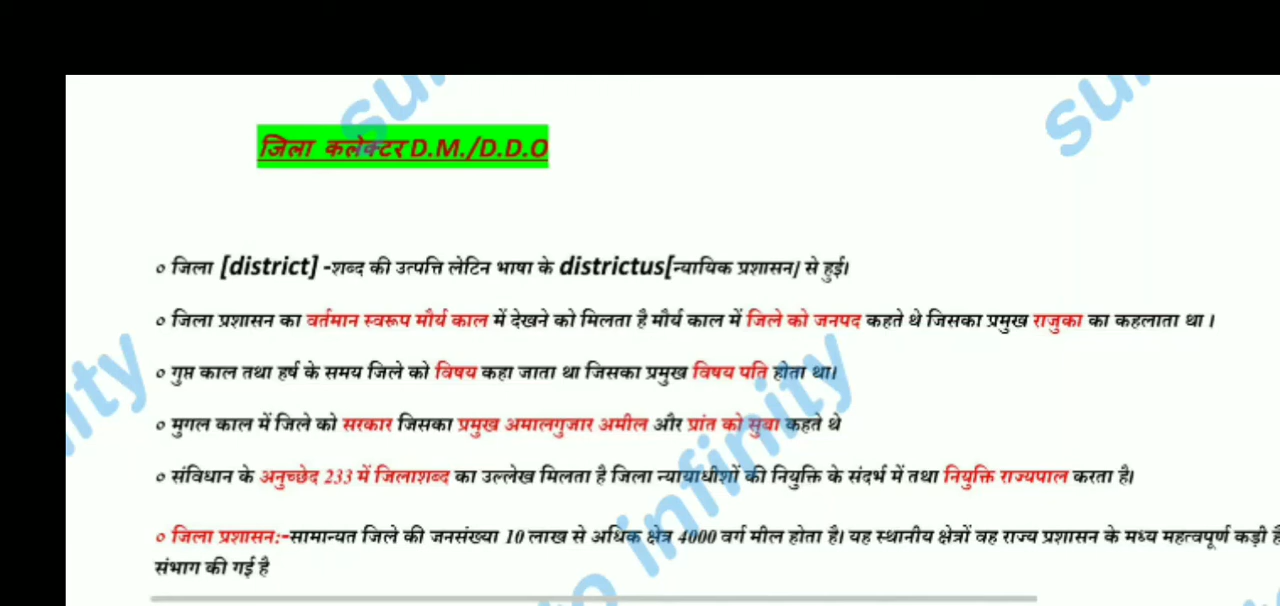 जिला कलेक्टर D.M./D.D.O
० जिला [district] -शब्द की उत्पत्ति लेटिन भाषा के districtus[न्यायिक प्रशासन] से हुई।
० जिला प्रशासन का वर्तमान स्वरूप मौर्य काल में देखने को मिलता है मौर्य काल में जिले को जनपद कहते थे जिसका प्रमुख राजुका का कहलाता था ।
० गुप्त काल तथा हर्ष के समय जिले को विषय कहा जाता था जिसका प्रमुख विषय पति होता था।
० मुगल काल में जिले को सरकार जिसका प्रमुख अमालगुजार अमील और प्रांत को सुबा कहते थे
० संविधान के अनुच्छेद 233 में जिलाशब्द का उल्लेख मिलता है जिला न्यायाधीशों की नियुक्ति के संदर्भ में तथा नियुक्ति राज्यपाल करता है।
० जिला प्रशासन:-सामान्यत जिले की जनसंख्या 10 लाख से अधिक क्षेत्र 4000 वर्ग मील होता है। यह स्थानीय क्षेत्रों वह राज्य प्रशासन के मध्य महत्वपूर्ण कड़ी है
संभाग की गई है
to infinity